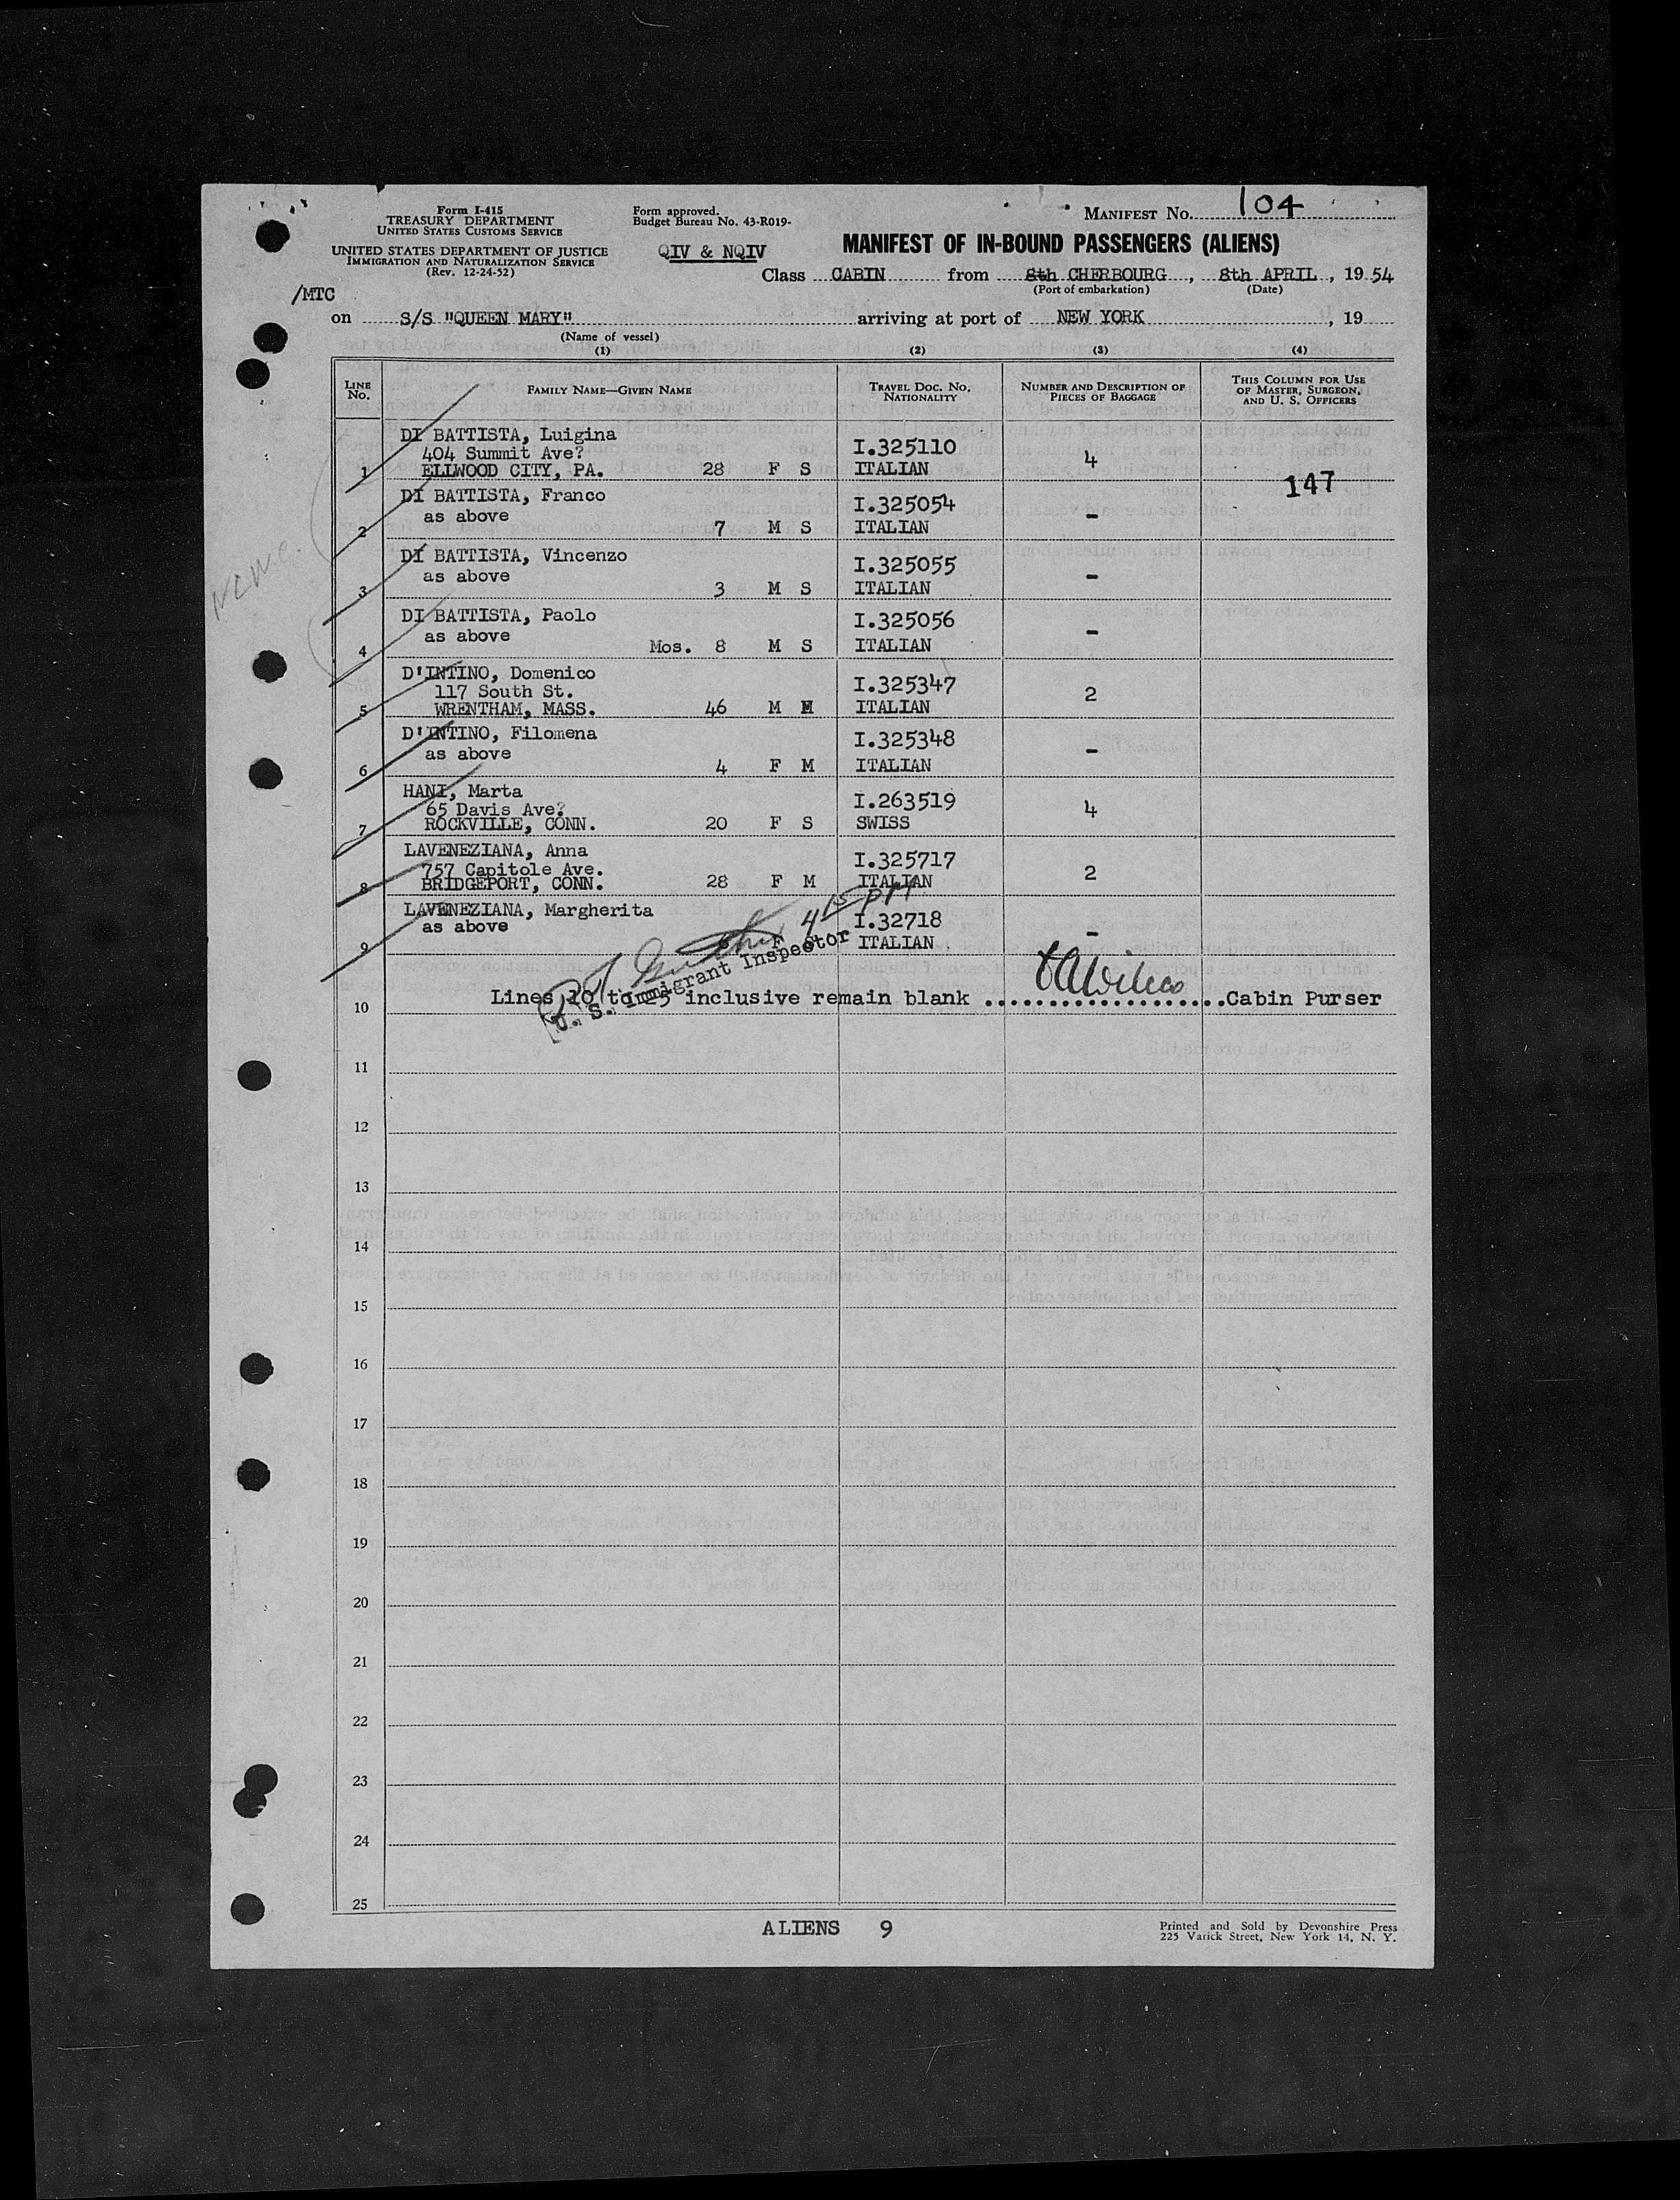 Form I-415
TREASURY DEPARTMENT
UNITED STATES CUSTOMS SERVICE
UNITED STATES DEPARTMENT OF JUSTICE
IMMIGRATION AND NATURALIZATION SERVICE
(Rev. 12-24-52)
Form approved.
Budget Bureau No. 43-R019-
QIV & NQIV
MANIFEST NO. 104
MANIFEST OF IN-BOUND PASSENGERS (ALIENS)
Class CABIN from 8th CHERBOURG, 8th APRIL, 1954
(Port of embarkation) (Date)
/MTC
on S/S "QUEEN MARY" arriving at port of NEW YORK, 19
(Name of vessel)
(1) (2) (3) (4)
LINE NO. FAMILY NAME—GIVEN NAME TRAVEL DOC. NO. NATIONALITY NUMBER AND DESCRIPTION OF PIECES OF BAGGAGE THIS COLUMN FOR USE OF MASTER, SURGEON, AND U. S. OFFICERS
DI BATTISTA, Luigina I.325110
404 Summit Ave? 4
1 ELLWOOD CITY, PA. 28 F S ITALIAN
147
DI BATTISTA, Franco I.325054
as above -
2 7 M S ITALIAN
DI BATTISTA, Vincenzo I.325055
as above -
3 3 M S ITALIAN
DI BATTISTA, Paolo I.325056
as above -
4 Mos. 8 M S ITALIAN
D'INTINO, Domenico I.325347
117 South St. 2
5 WRENTHAM, MASS. 46 M M ITALIAN
D'INTINO, Filomena I.325348
as above -
6 4 F M ITALIAN
HANI, Marta I.263519
65 Davis Ave? 4
7 ROCKVILLE, CONN. 20 F S SWISS
LAVENEZIANA, Anna I.325717
757 Capitole Ave. 2
8 BRIDGEPORT, CONN. 28 F M ITALIAN
LAVENEZIANA, Margherita I.32718
as above -
9 F S ITALIAN
4 15 PM
U. S. Immigrant Inspector
10 Lines 10 to 25 inclusive remain blank ..................Cabin Purser
11
12
13
14
15
16
17
18
19
20
21
22
23
24
25
ALIENS 9
Printed and Sold by Devonshire Press
225 Varick Street, New York 14, N. Y.